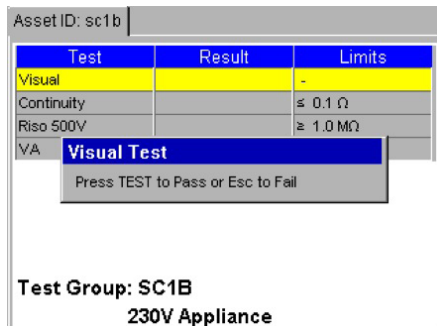 Asset ID: sc1b
Test Result Limits
Visual -
Continuity ≤ 0.1 Ω
Riso 500V ≥ 1.0 MΩ
VA
Visual Test
Press TEST to Pass or Esc to Fail
Test Group: SC1B
230V Appliance